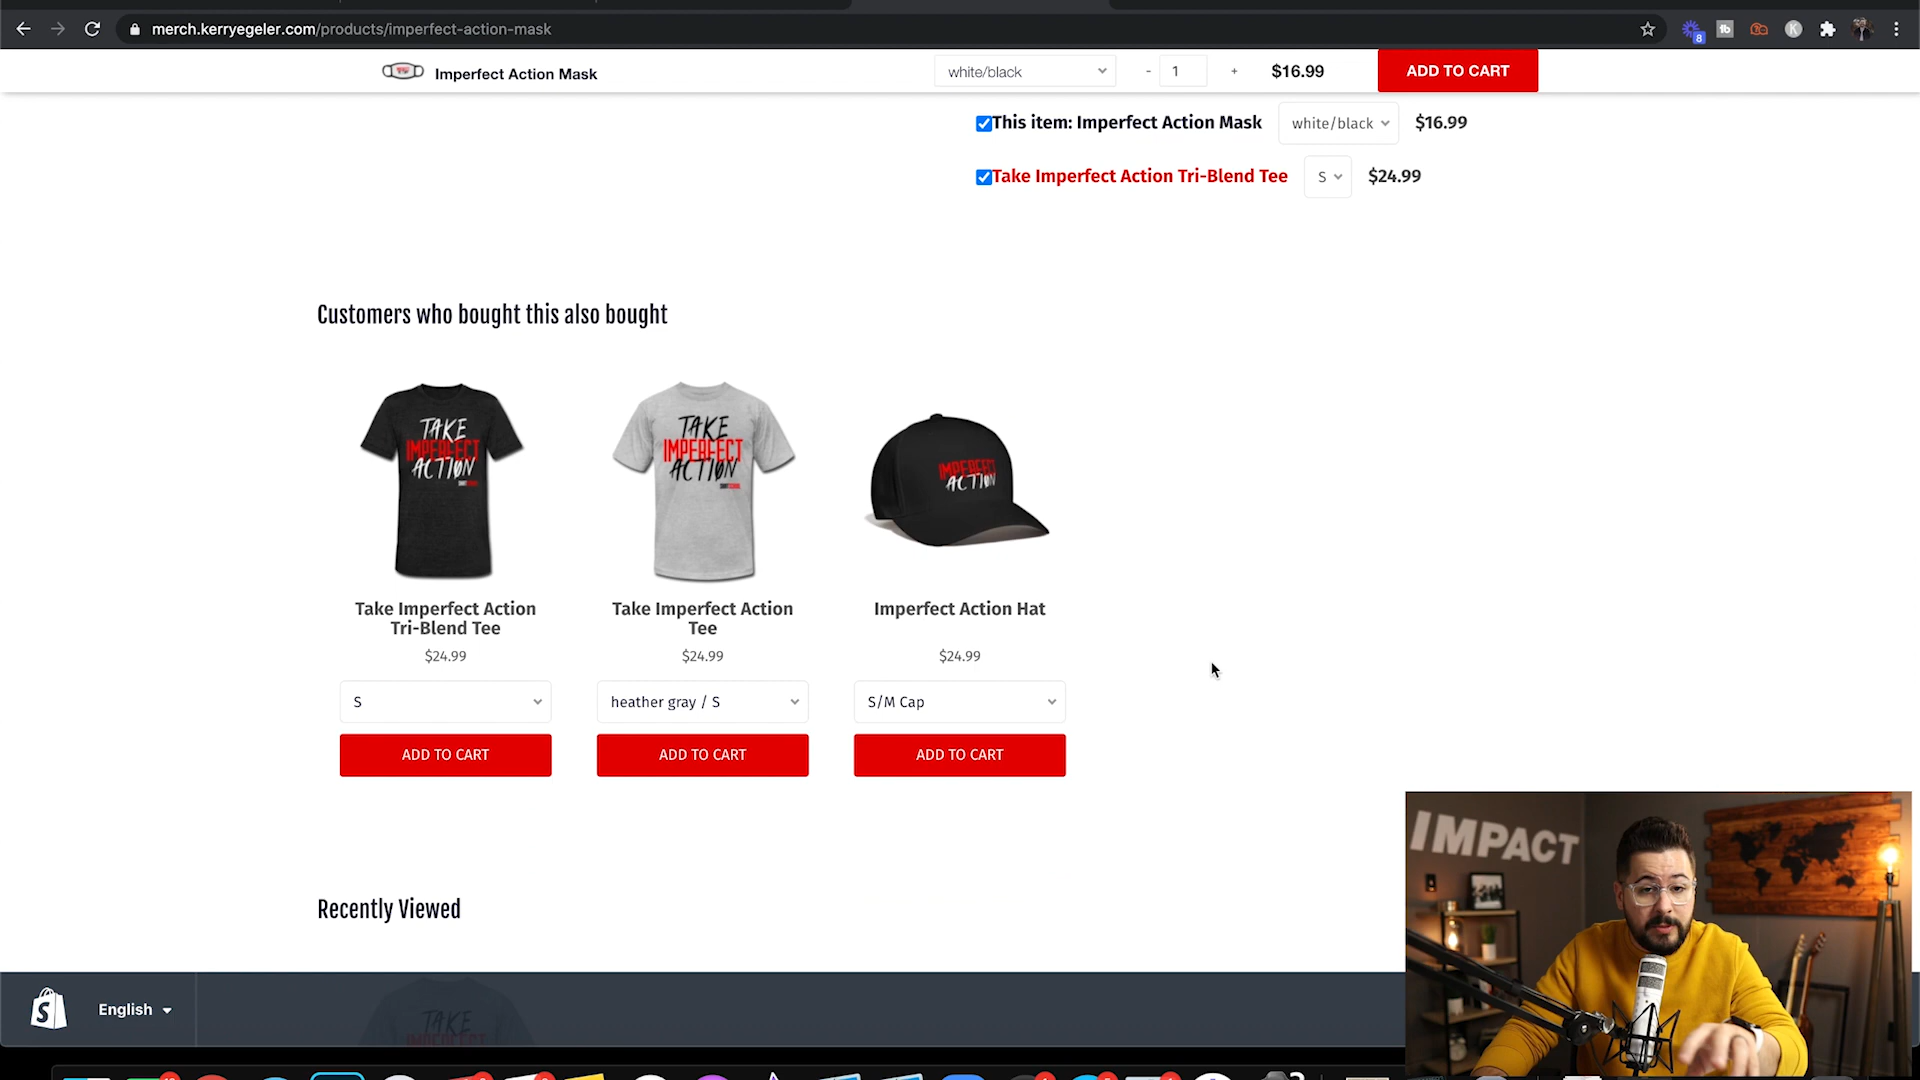 merch.kerryegeler.com/products/imperfect-action-mask
8
tb
K
Imperfect Action Mask
white/black
- 1 +
$16.99
ADD TO CART
This item: Imperfect Action Mask
white/black
$16.99
Take Imperfect Action Tri-Blend Tee
S
$24.99
Customers who bought this also bought
TAKE
IMPERFECT
ACTION
TAKE
IMPERFECT
ACTION
IMPERFECT
ACTION
Take Imperfect Action
Tri-Blend Tee
$24.99
S
ADD TO CART
Take Imperfect Action
Tee
$24.99
heather gray / S
ADD TO CART
Imperfect Action Hat
$24.99
S/M Cap
ADD TO CART
Recently Viewed
IMPACT
S
English
TAKE
IMPERFECT